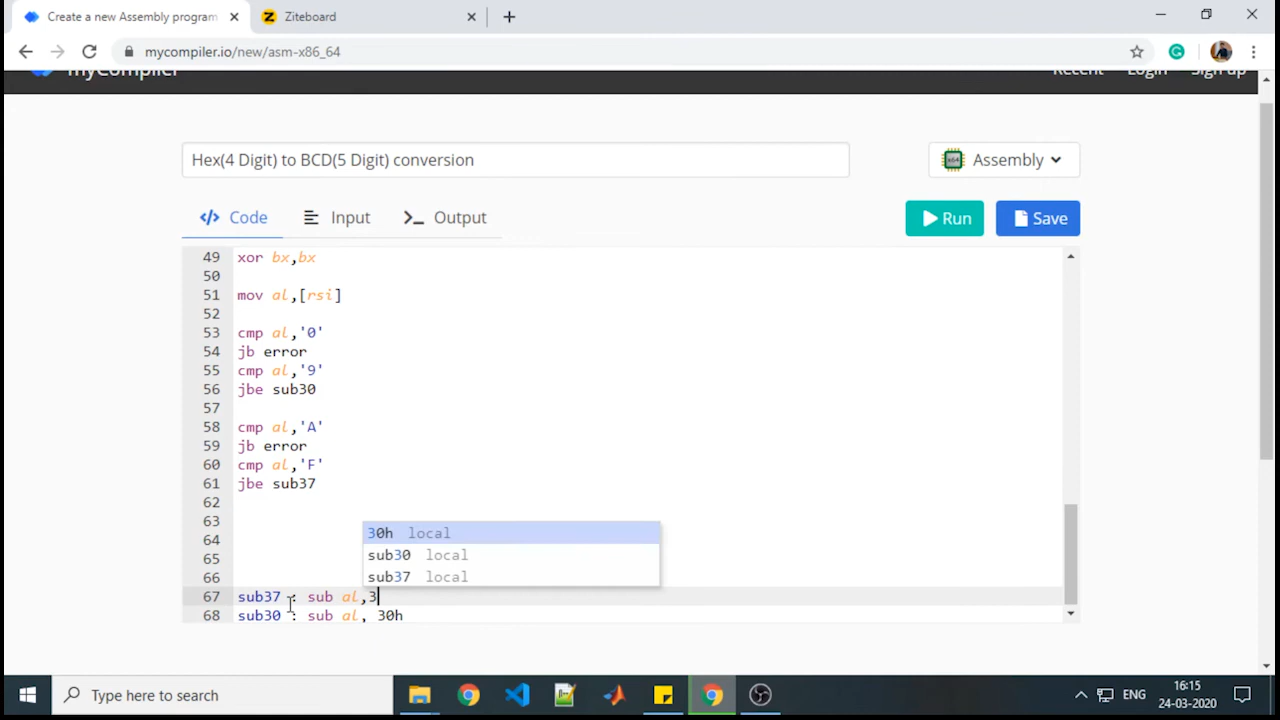 Create a new Assembly program
Ziteboard
mycompiler.io/new/asm-x86_64
myCompiler
Recent Login Sign up
Hex(4 Digit) to BCD(5 Digit) conversion
x64
Assembly
Code
Input
Output
Run
Save
49 xor bx,bx
50
51 mov al,[rsi]
52
53 cmp al,'0'
54 jb error
55 cmp al,'9'
56 jbe sub30
57
58 cmp al,'A'
59 jb error
60 cmp al,'F'
61 jbe sub37
62
63
30h local
64
sub30 local
65
sub37 local
66
67 sub37 : sub al,3
68 sub30 : sub al, 30h
Type here to search
ENG
16:15
24-03-2020